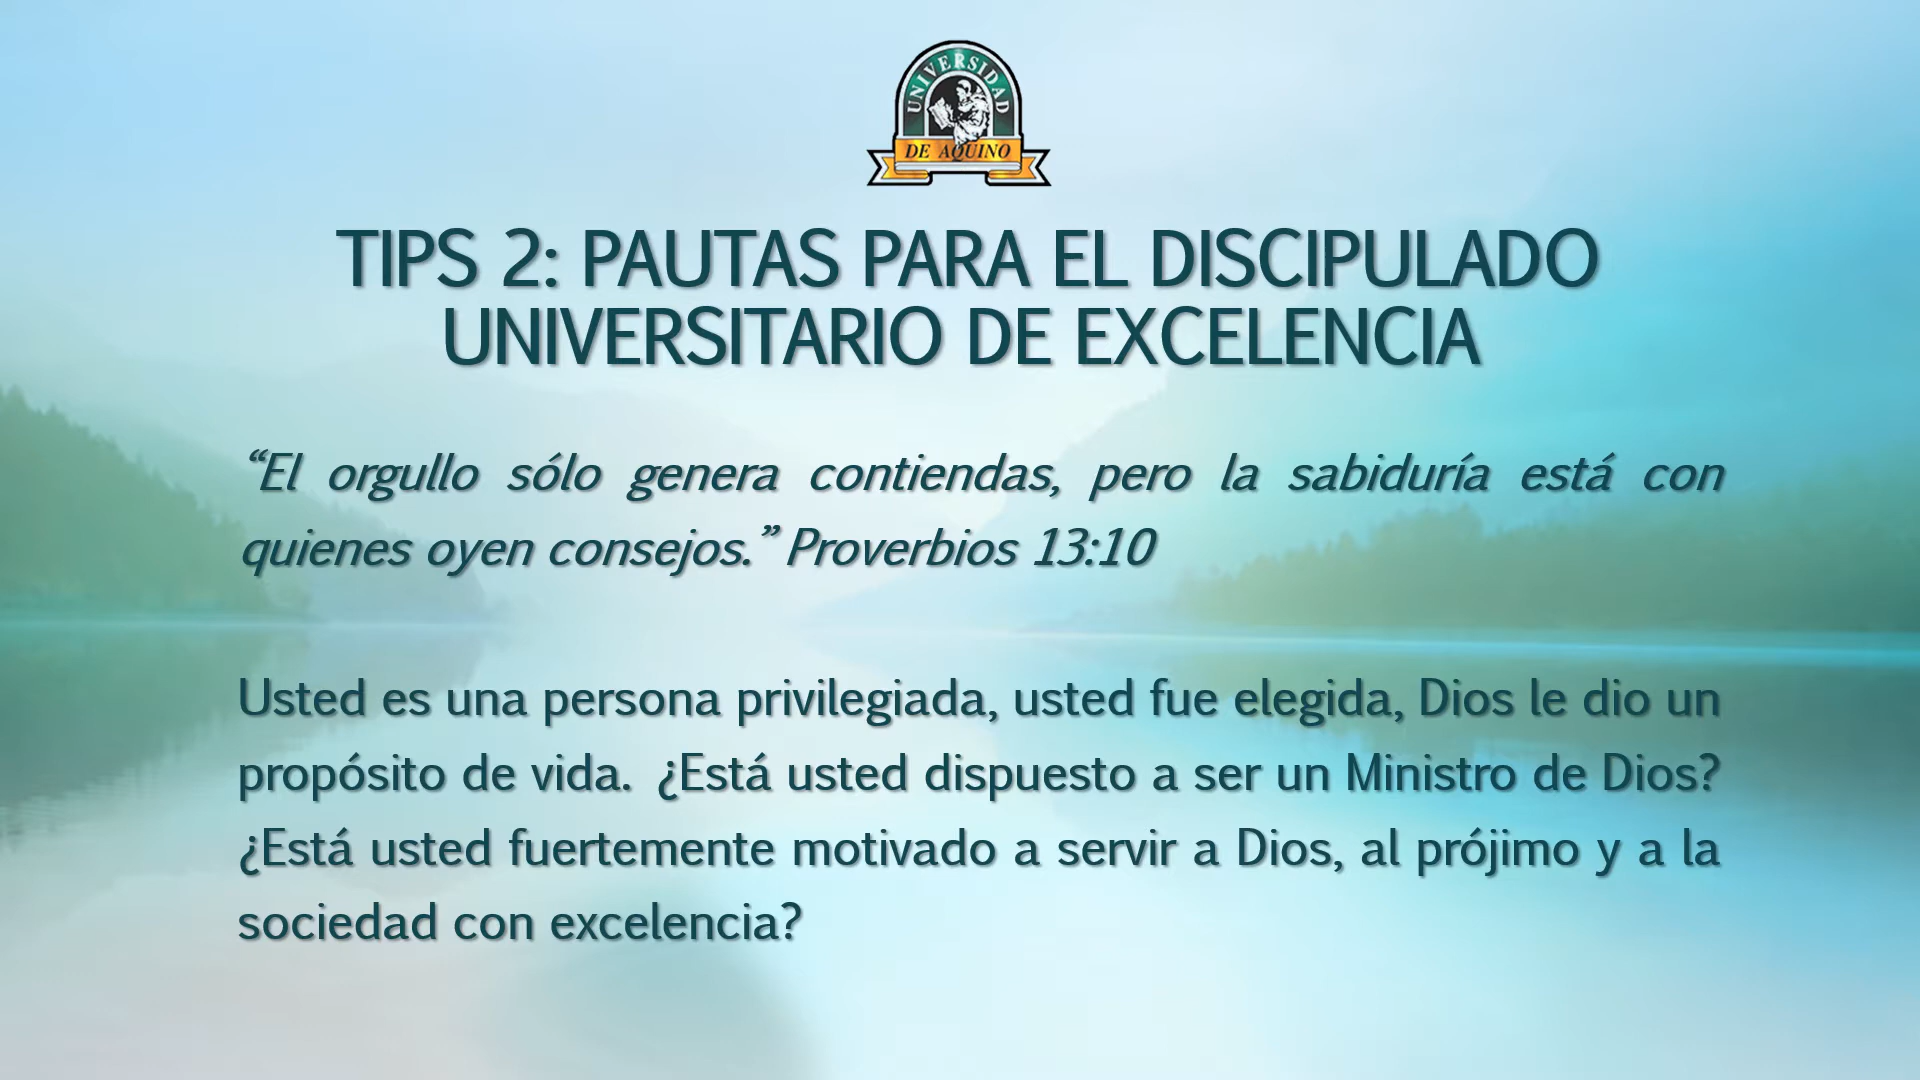 UNIVERSIDAD
DE AQUINO
TIPS 2: PAUTAS PARA EL DISCIPULADO
UNIVERSITARIO DE EXCELENCIA
“El orgullo sólo genera contiendas, pero la sabiduría está con
quienes oyen consejos.” Proverbios 13:10
Usted es una persona privilegiada, usted fue elegida, Dios le dio un
propósito de vida. ¿Está usted dispuesto a ser un Ministro de Dios?
¿Está usted fuertemente motivado a servir a Dios, al prójimo y a la
sociedad con excelencia?